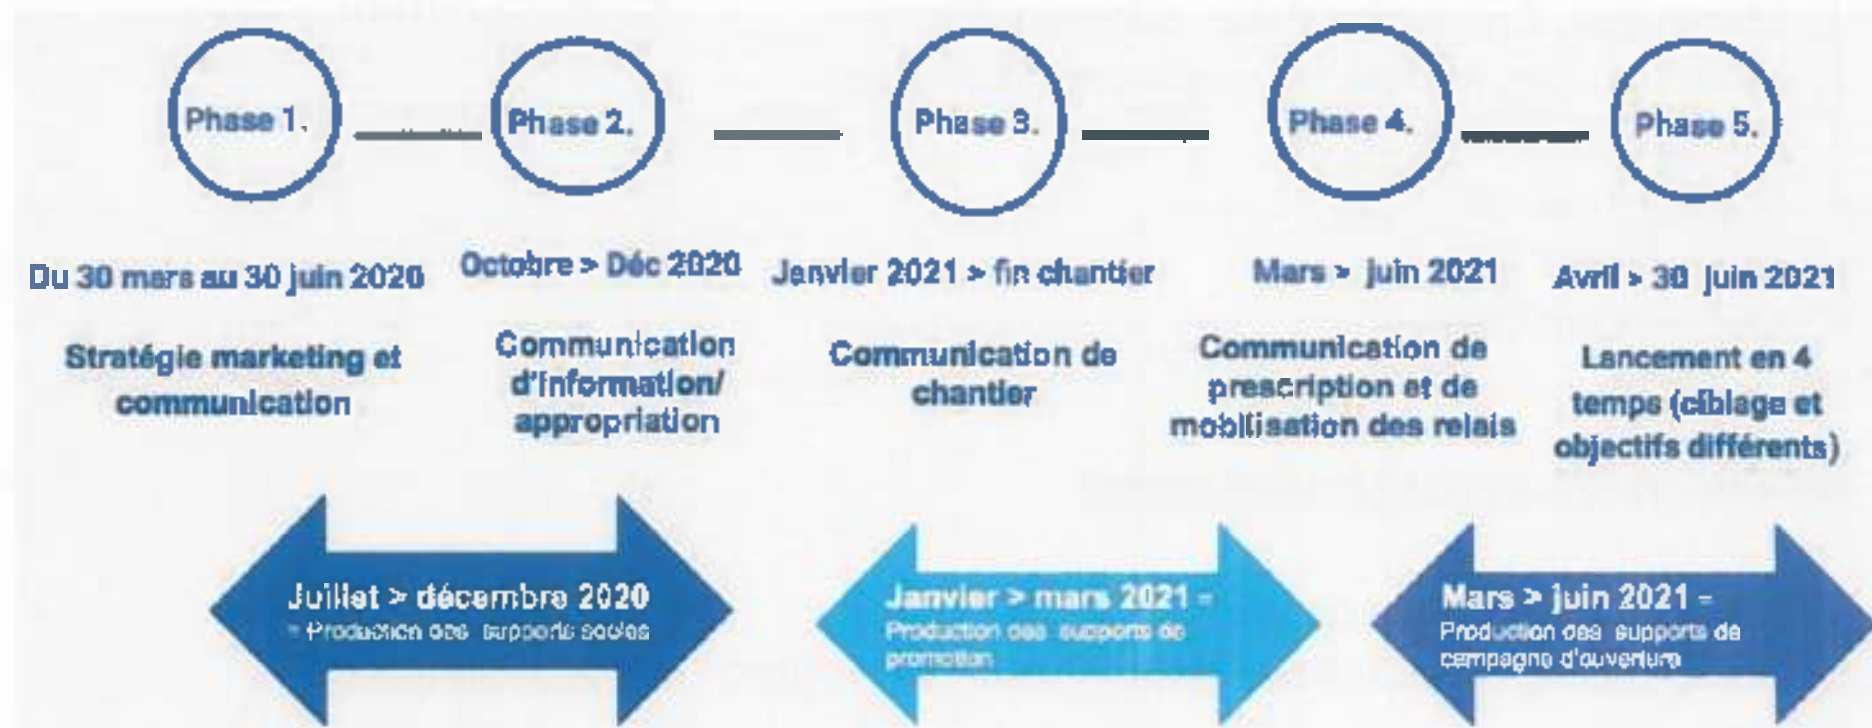 Phase 1.
Phase 2.
Phase 3.
Phase 4.
Phase 5.
Du 30 mars au 30 juin 2020
Octobre > Déc 2020
Janvier 2021 > fin chantier
Mars > juin 2021
Avril > 30 juin 2021
Stratégie marketing et
communication
Communication
d'information/
appropriation
Communication de
chantier
Communication de
prescription et de
mobilisation des relais
Lancement en 4
temps (ciblage et
objectifs différents)
Juillet > décembre 2020
- Production des supports socles
Janvier > mars 2021 -
Production des supports de
promotion
Mars > juin 2021 -
Production des supports de
campagne d'ouverture